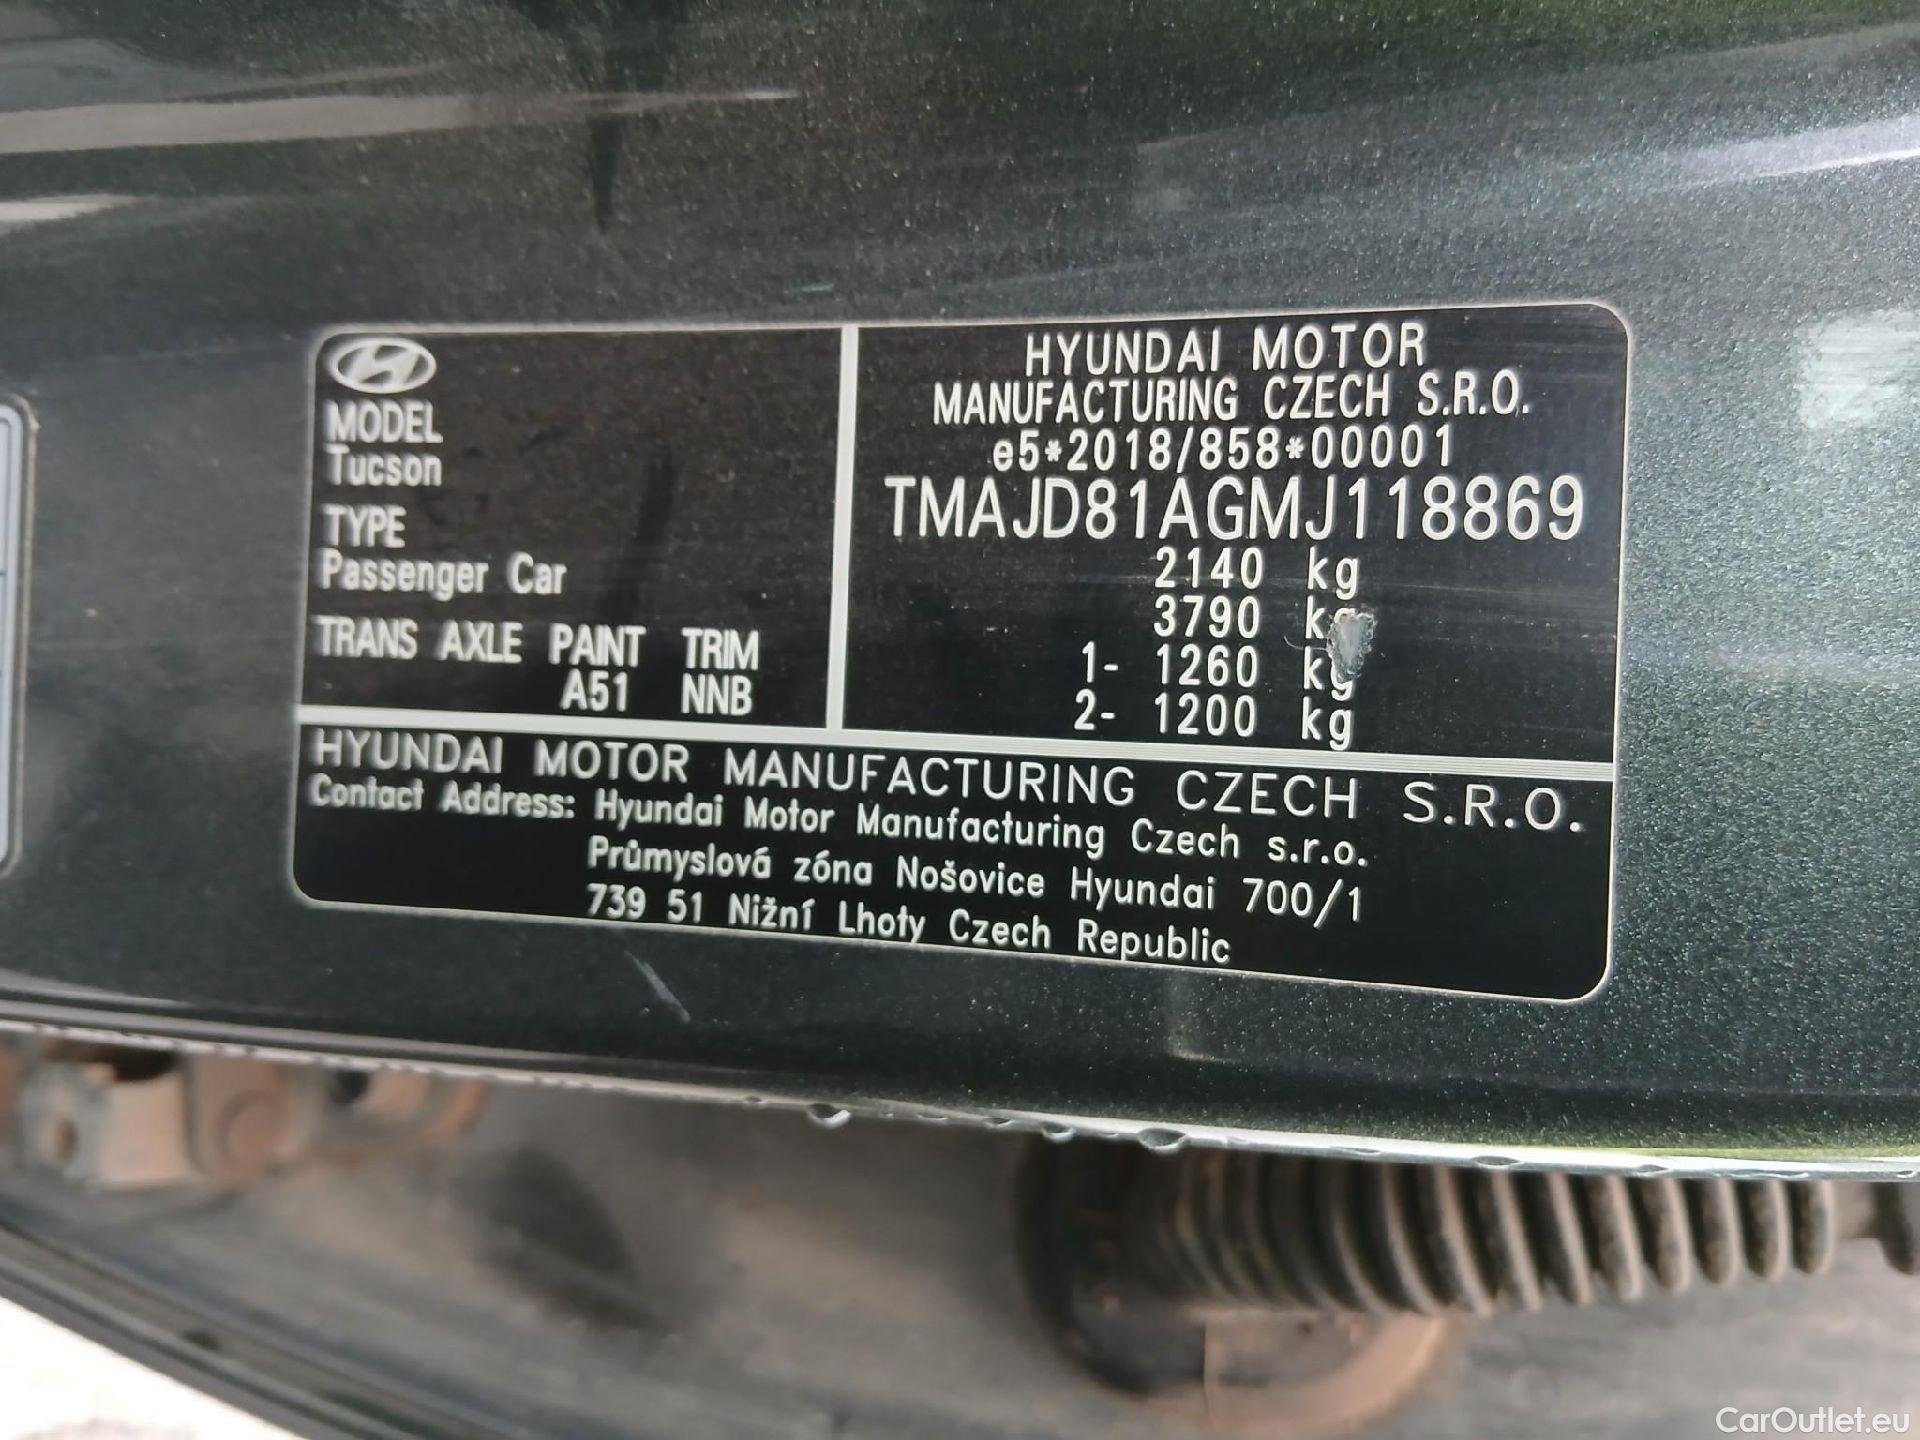 MODEL
Tucson
TYPE
Passenger Car
TRANS AXLE PAINT TRIM
A51 NNB
HYUNDAI MOTOR
MANUFACTURING CZECH S.R.O.
e5*2018/858*00001
TMAJD81AGMJ118869
2140 kg
3790 kg
1- 1260 kg
2- 1200 kg
HYUNDAI MOTOR MANUFACTURING CZECH S.R.O.
Contact Address: Hyundai Motor Manufacturing Czech s.r.o.
Průmyslová zóna Nošovice Hyundai 700/1
739 51 Nižní Lhoty Czech Republic
CarOutlet.eu